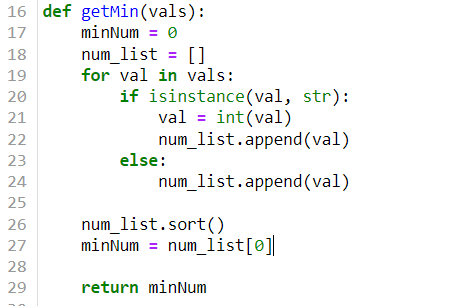 16 def getMin(vals):
17     minNum = 0
18     num_list = []
19     for val in vals:
20         if isinstance(val, str):
21             val = int(val)
22             num_list.append(val)
23         else:
24             num_list.append(val)
25
26     num_list.sort()
27     minNum = num_list[0]
28
29     return minNum